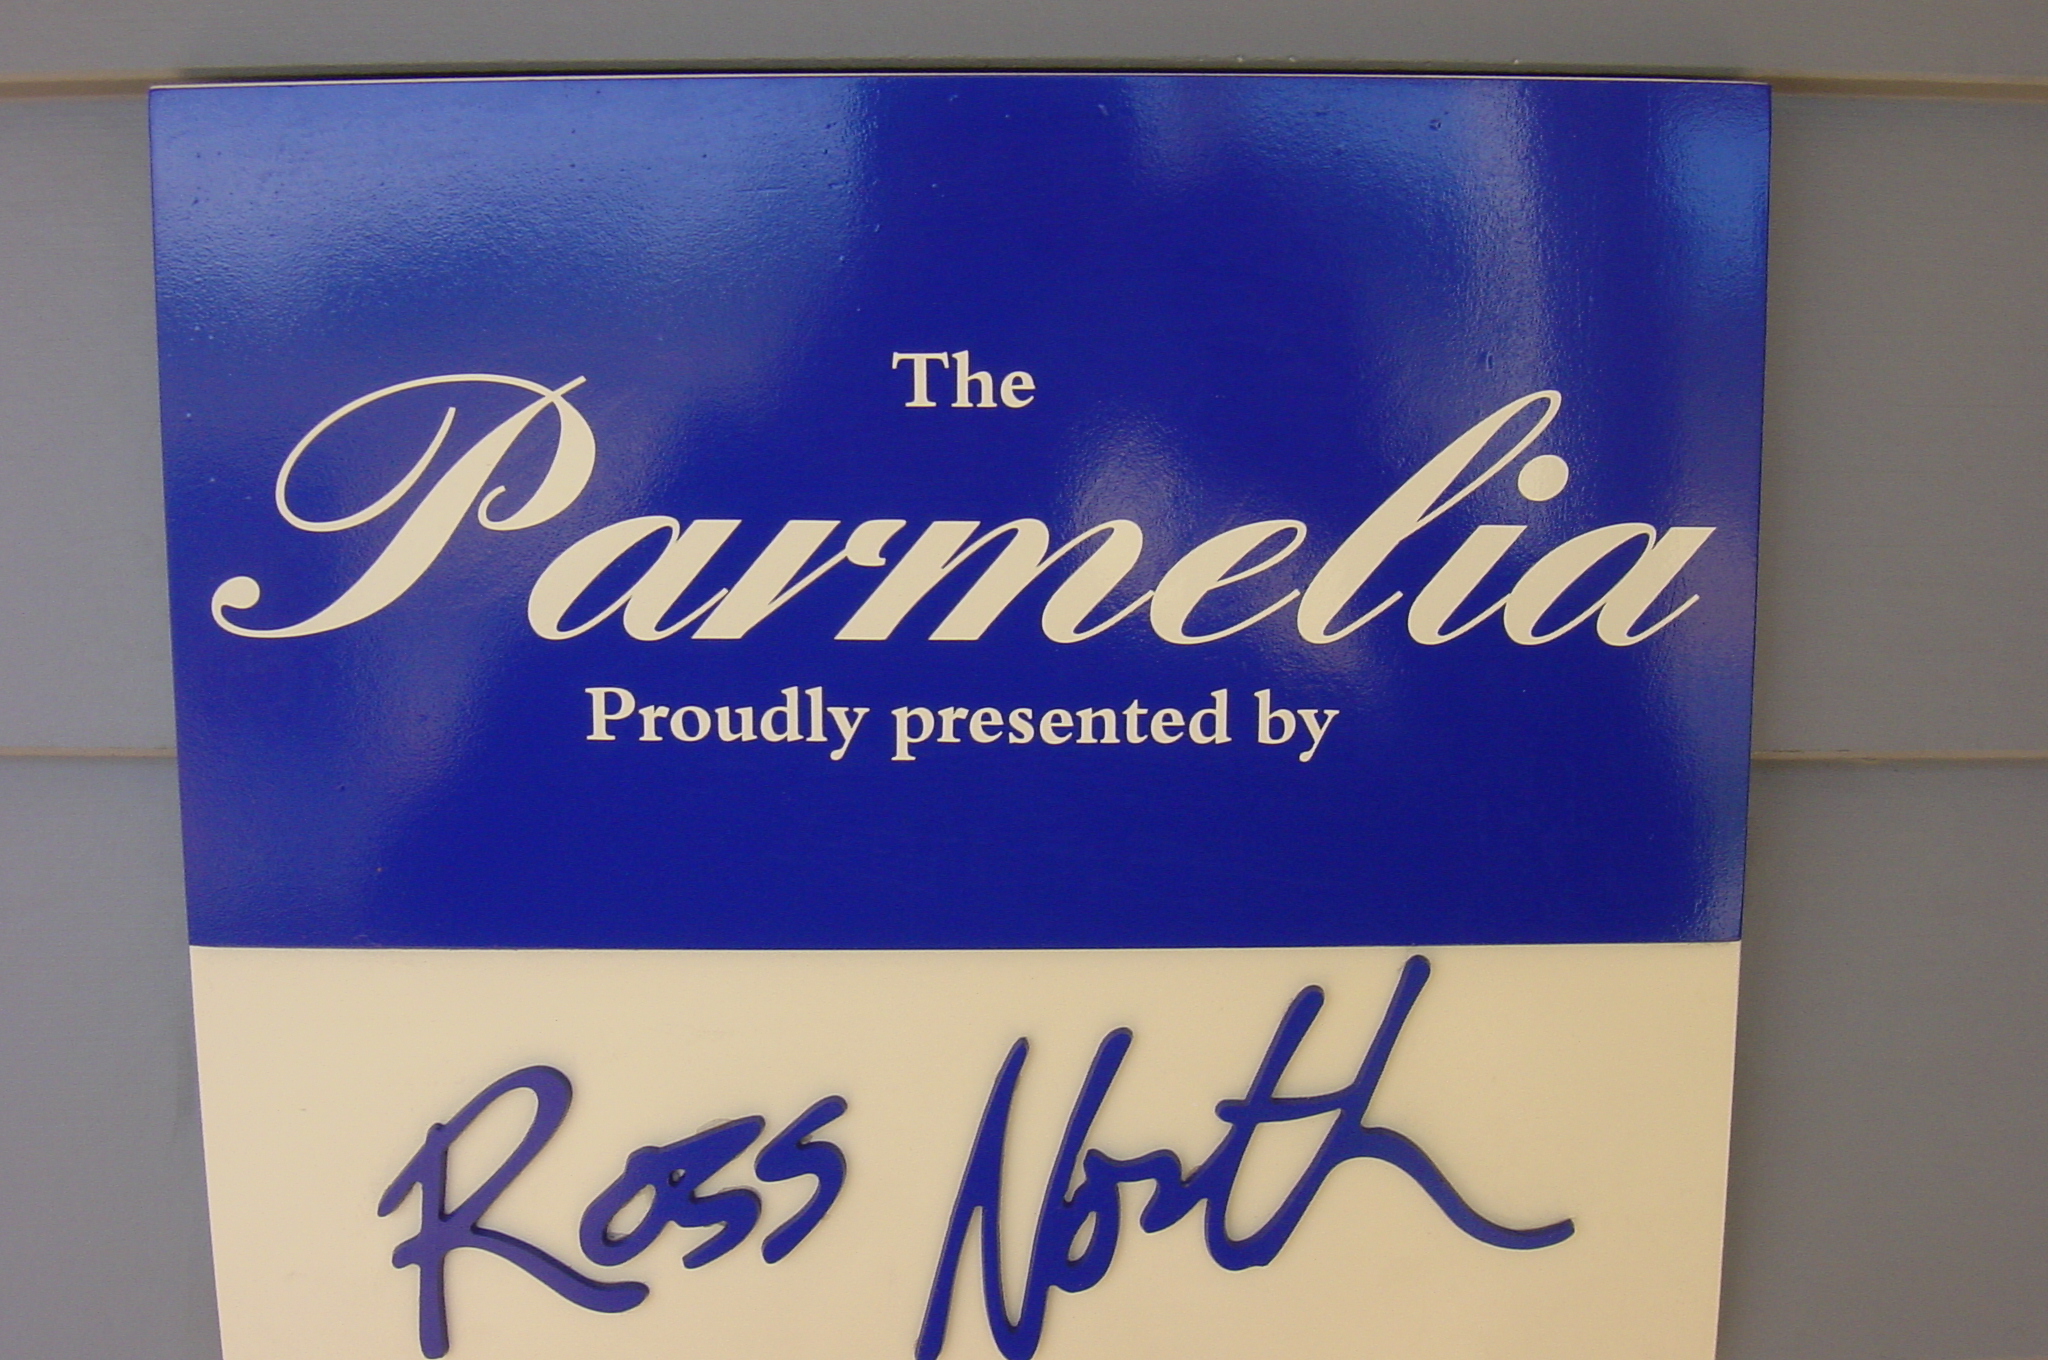 The
Parmelia
Proudly presented by
Ross North